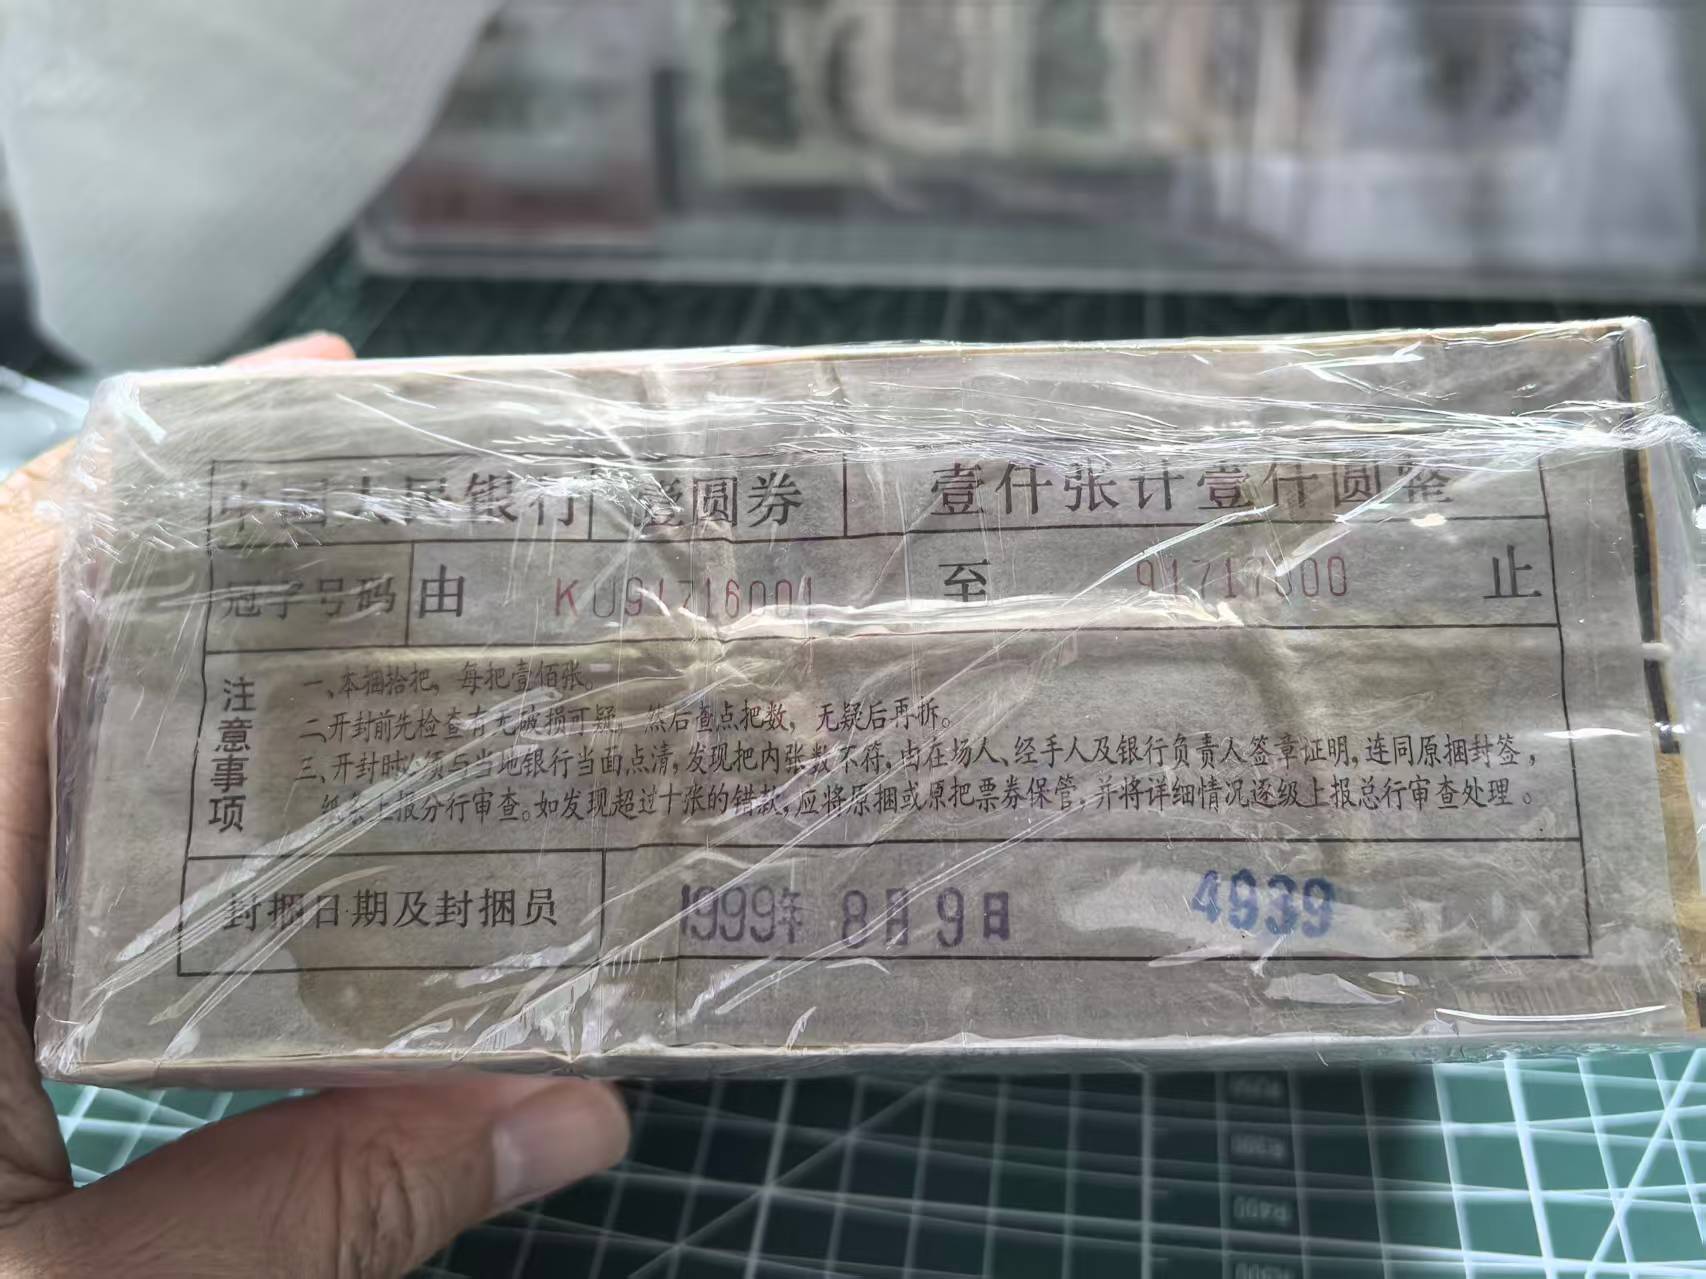 中国人民银行 壹圆券 壹仟张计壹仟圆整
冠字号码 由 KU91716001 至 91717000 止
注意事项
一、本捆拾把，每把壹佰张。
二、开封前先检查有无破损可疑，然后查点把数，无疑后再拆。
三、开封时必须与当地银行当面点清，发现把内张数不符，由在场人、经手人及银行负责人签章证明，连同原捆封签，
纸条上报分行审查。如发现超过十张的错款，应将原捆或原把票券保管，并将详细情况逐级上报总行审查处理。
封捆日期及封捆员 1999年 8月 9日 4939